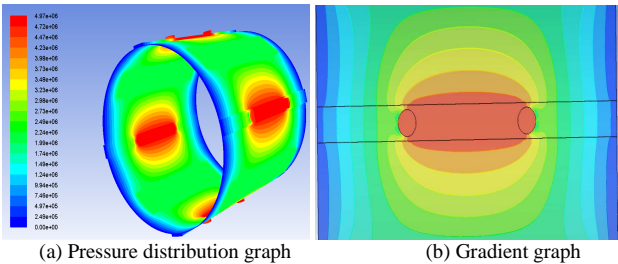 4.97e+06
4.72e+06
4.47e+06
4.23e+06
3.98e+06
3.73e+06
3.48e+06
3.23e+06
2.98e+06
2.73e+06
2.49e+06
2.24e+06
1.99e+06
1.74e+06
1.49e+06
1.24e+06
9.94e+05
7.46e+05
4.97e+05
2.49e+05
0.00e+00
(a) Pressure distribution graph
(b) Gradient graph